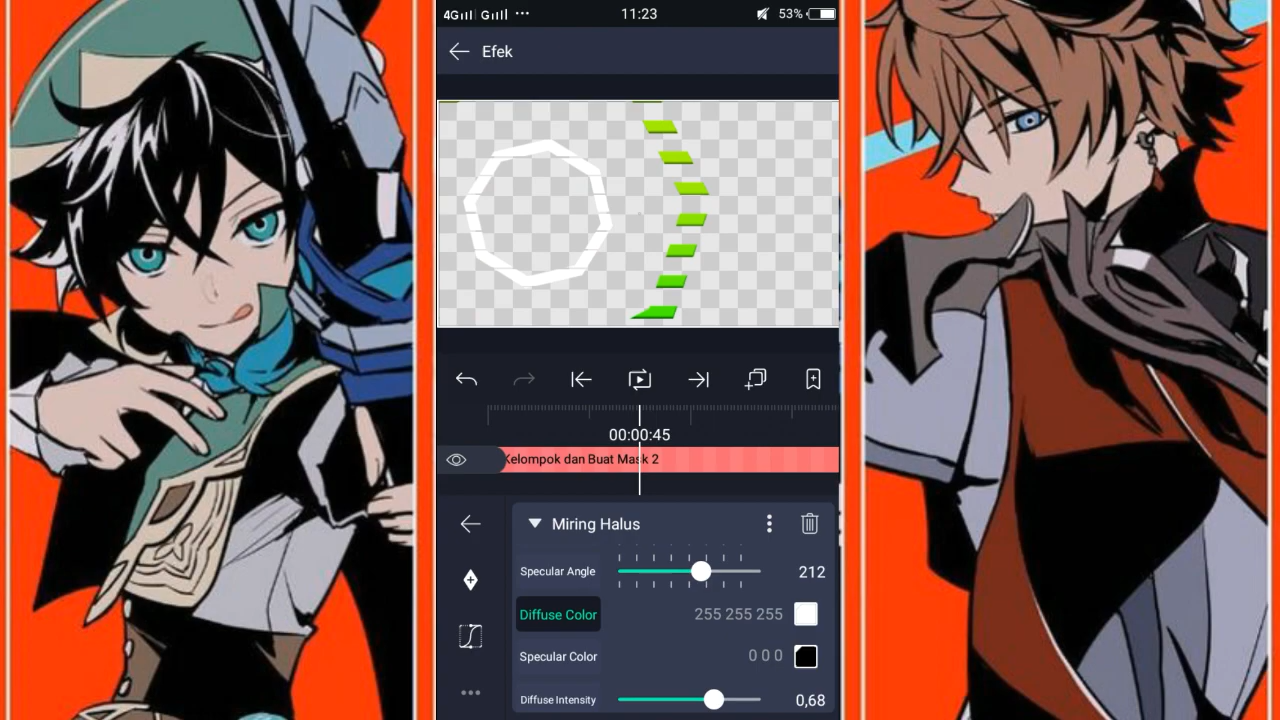 4G G ••• 11:23 53%
Efek
00:00:45
Kelompok dan Buat Mask 2
Miring Halus
Specular Angle 212
Diffuse Color 255 255 255
Specular Color 0 0 0
Diffuse Intensity 0,68